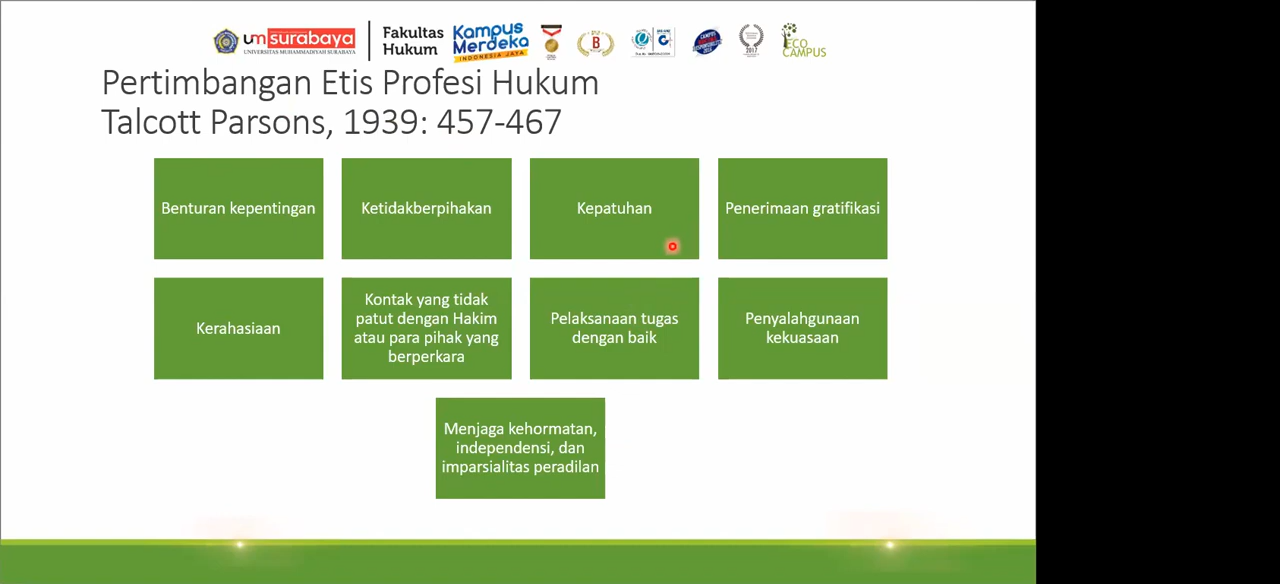 umsurabaya
UNIVERSITAS MUHAMMADIYAH SURABAYA
Fakultas
Hukum
Kampus
Merdeka
INDONESIA JAYA
B
2017
ECO
CAMPUS
Pertimbangan Etis Profesi Hukum
Talcott Parsons, 1939: 457-467
Benturan kepentingan
Ketidakberpihakan
Kepatuhan
Penerimaan gratifikasi
Kerahasiaan
Kontak yang tidak
patut dengan Hakim
atau para pihak yang
berperkara
Pelaksanaan tugas
dengan baik
Penyalahgunaan
kekuasaan
Menjaga kehormatan,
independensi, dan
imparsialitas peradilan